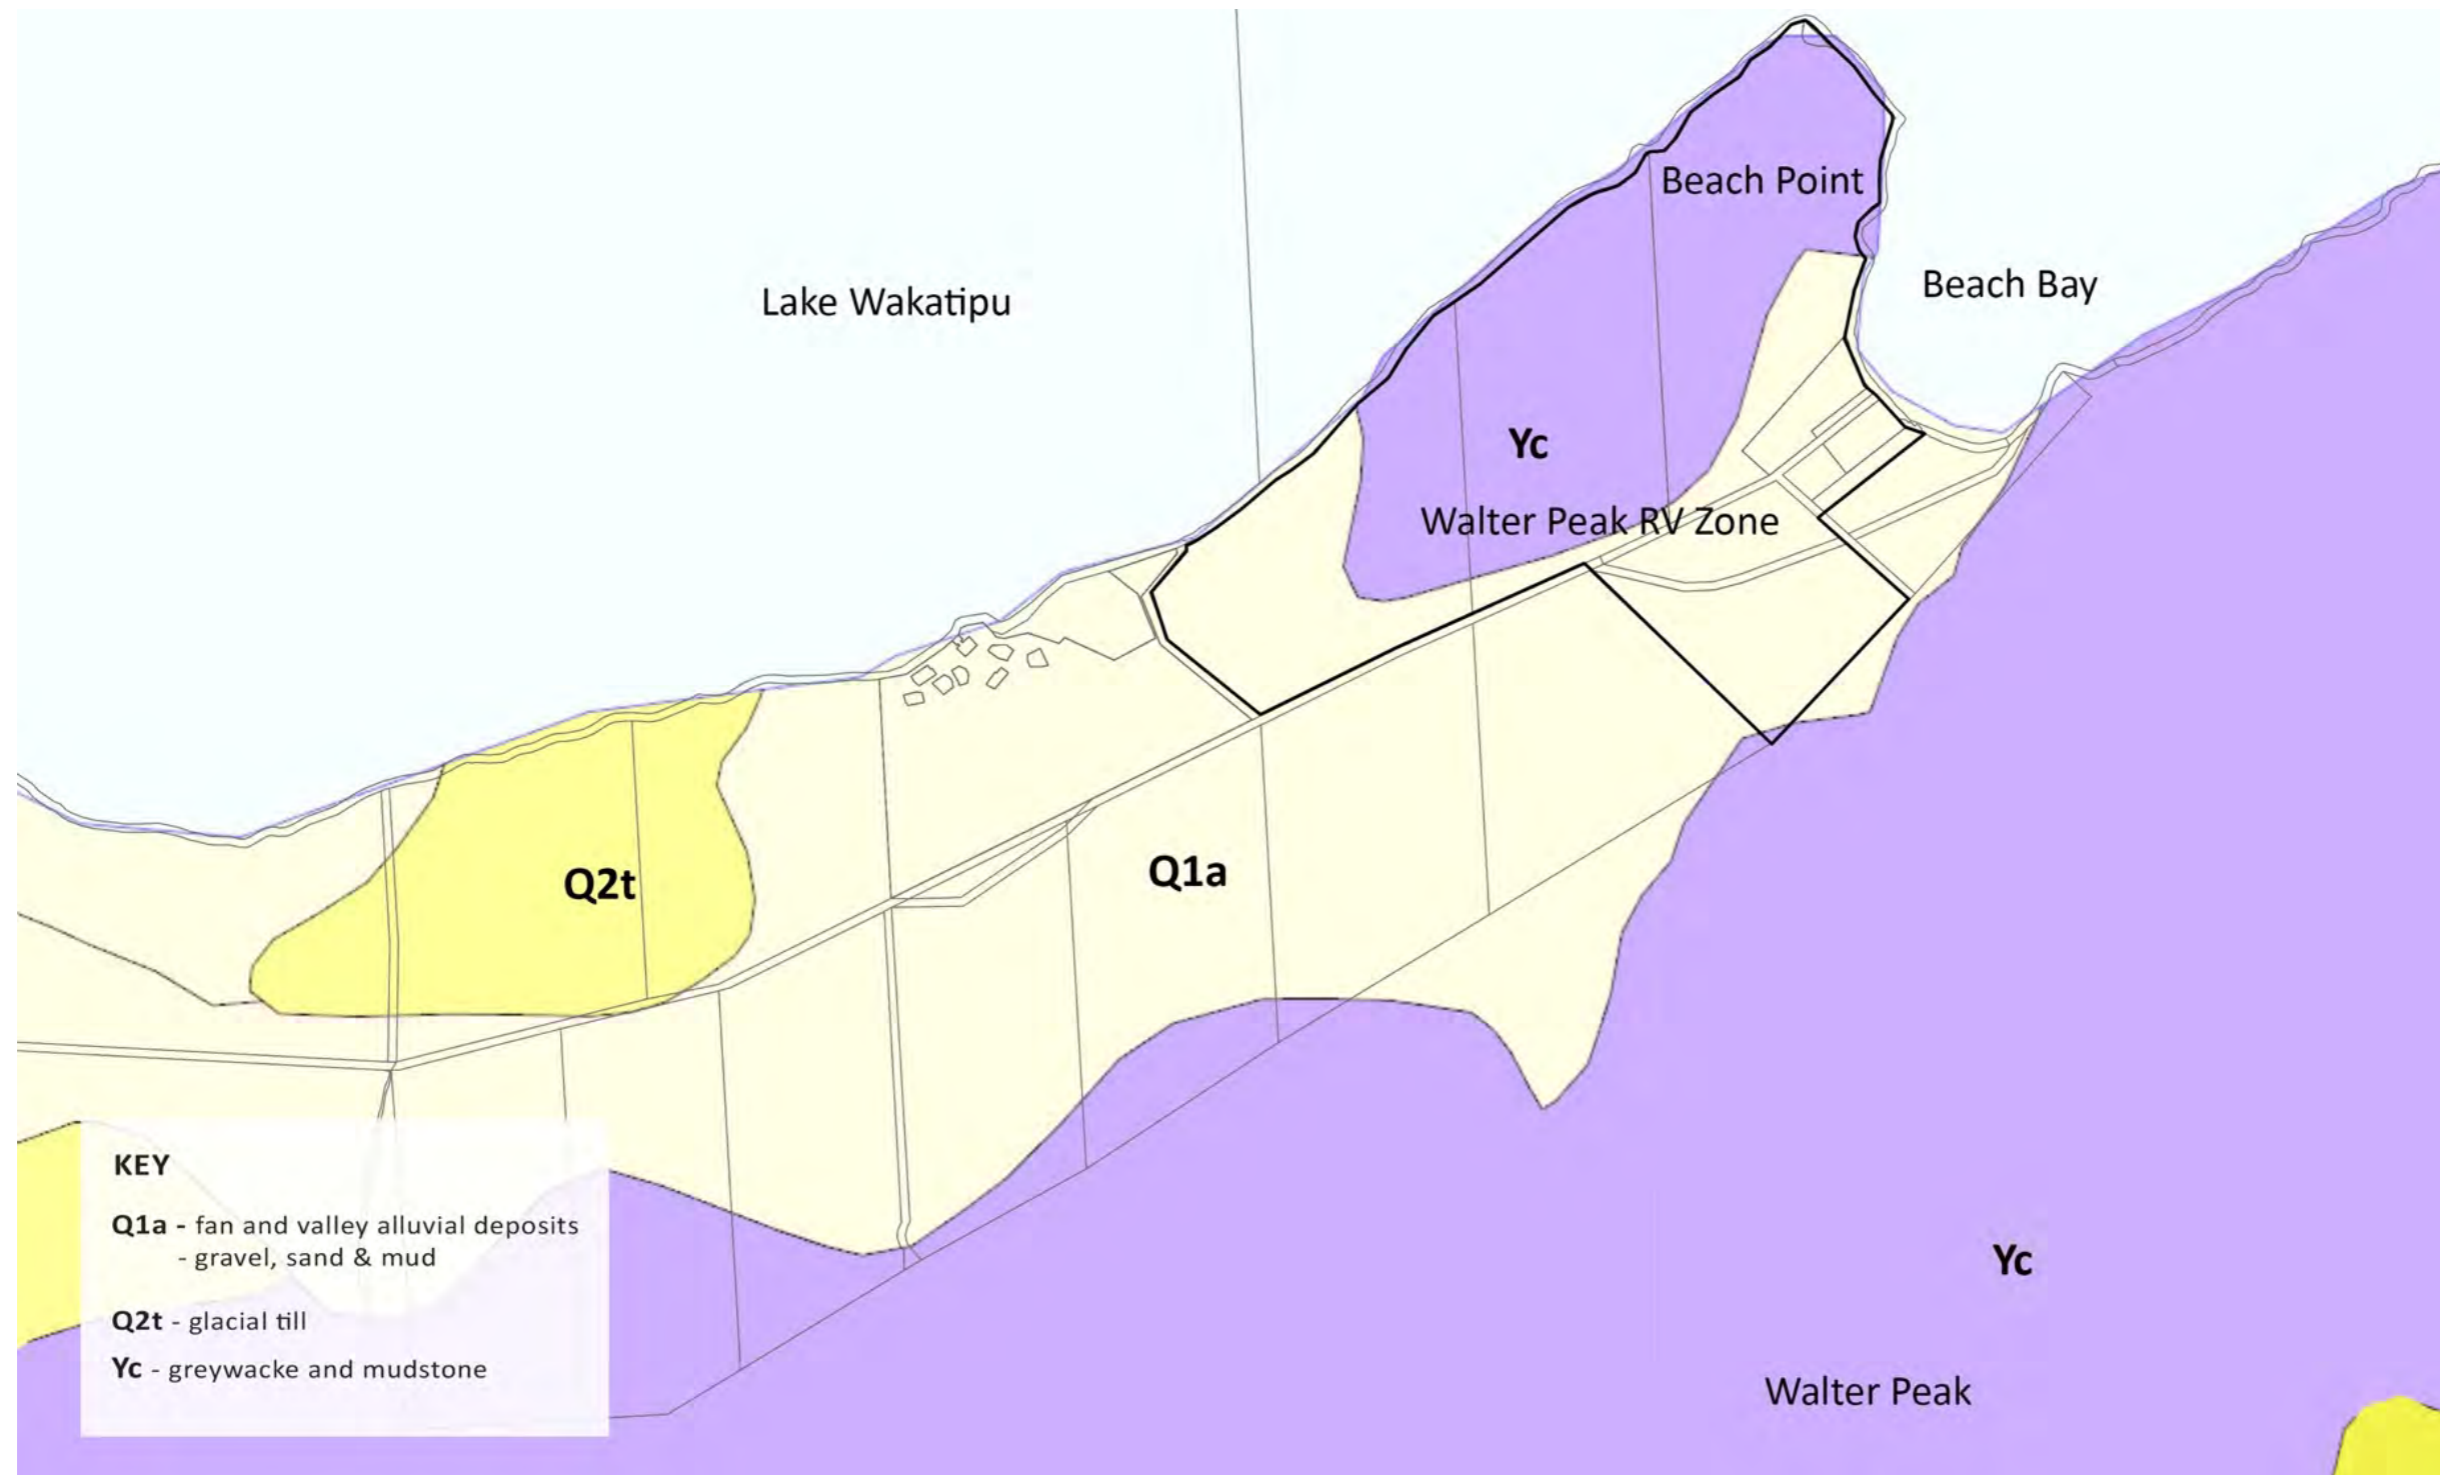 Beach Point
Lake Wakatipu
Beach Bay
Yc
Walter Peak RV Zone
Q2t
Q1a
KEY
Q1a - fan and valley alluvial deposits
- gravel, sand & mud
Q2t - glacial till
Yc - greywacke and mudstone
Yc
Walter Peak